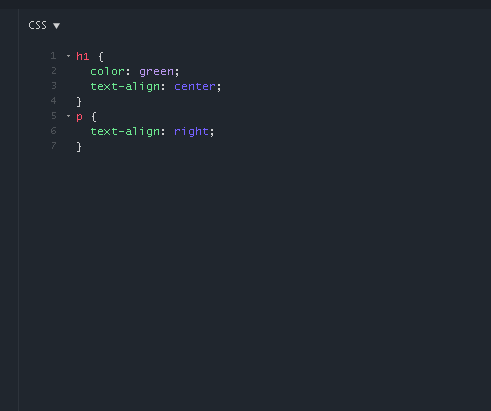 CSS ▼
1 h1 {
2 color: green;
3 text-align: center;
4 }
5 p {
6 text-align: right;
7 }